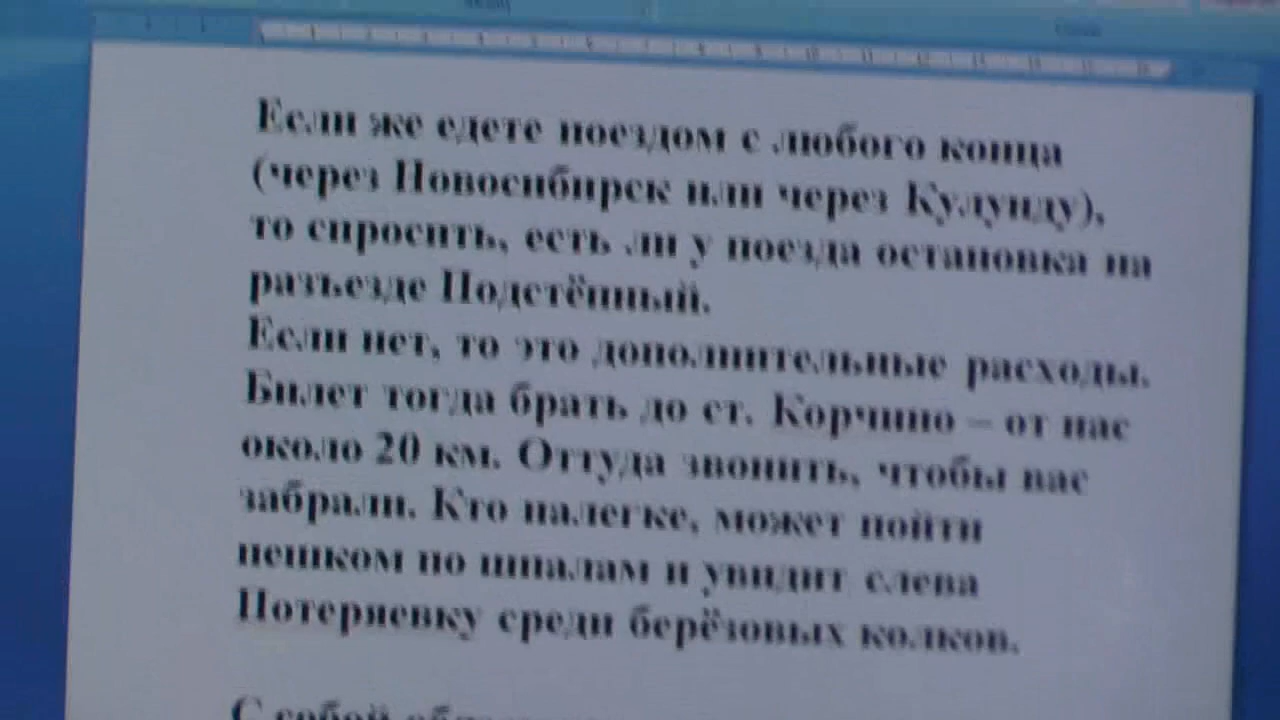 Если же едете поездом с любого конца
(через Новосибирск или через Кулунду),
то спросить, есть ли у поезда остановка на
разъезде Подстёпный.
Если нет, то это дополнительные расходы.
Билет тогда брать до ст. Корчино – от нас
около 20 км. Оттуда звонить, чтобы вас
забрали. Кто налегке, может пойти
пешком по шпалам и увидит слева
Потеряевку среди берёзовых колков.
С собой